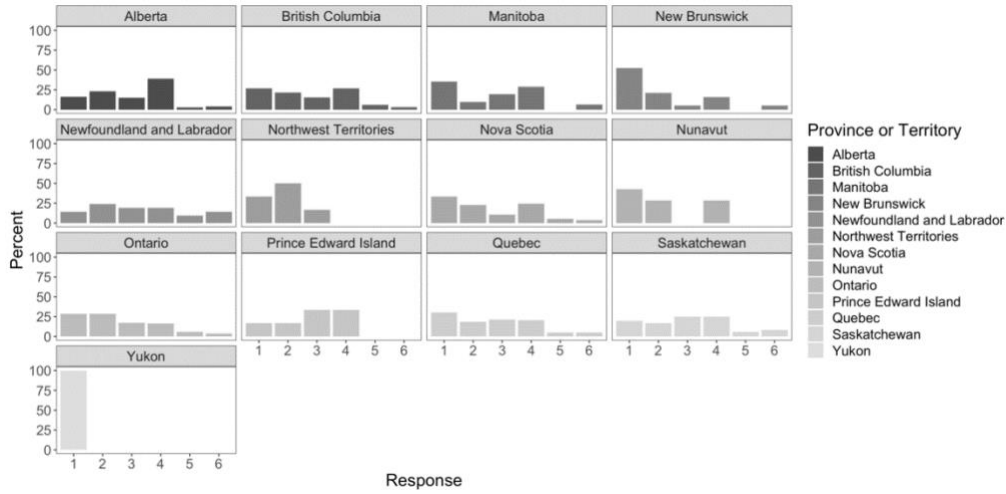 Alberta
British Columbia
Manitoba
New Brunswick
100
75
50
25
0
Newfoundland and Labrador
Northwest Territories
Nova Scotia
Nunavut
100
75
50
25
0
Ontario
Prince Edward Island
Quebec
Saskatchewan
100
75
50
25
0
1 2 3 4 5 6
1 2 3 4 5 6
1 2 3 4 5 6
Yukon
100
75
50
25
0
1 2 3 4 5 6
Percent
Response
Province or Territory
Alberta
British Columbia
Manitoba
New Brunswick
Newfoundland and Labrador
Northwest Territories
Nova Scotia
Nunavut
Ontario
Prince Edward Island
Quebec
Saskatchewan
Yukon